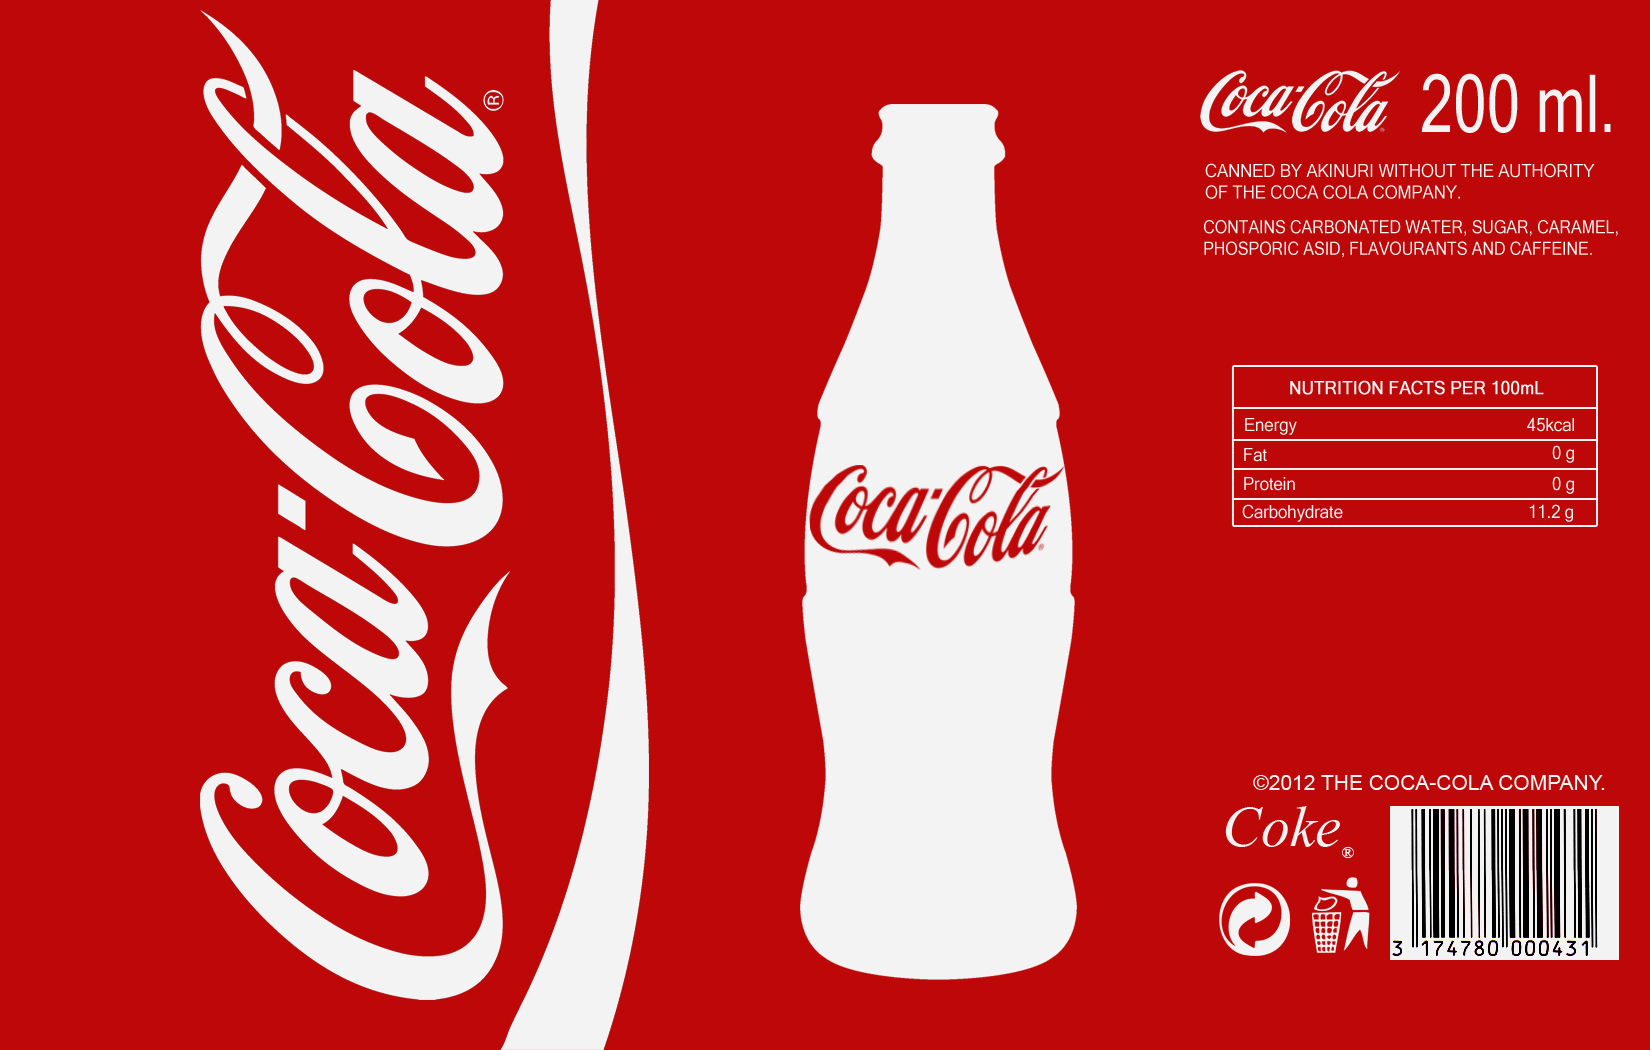 Coca-Cola ®
Coca-Cola
Coca-Cola 200 ml.
CANNED BY AKINURI WITHOUT THE AUTHORITY
OF THE COCA COLA COMPANY.
CONTAINS CARBONATED WATER, SUGAR, CARAMEL,
PHOSPORIC ASID, FLAVOURANTS AND CAFFEINE.
NUTRITION FACTS PER 100mL
Energy 45kcal
Fat 0 g
Protein 0 g
Carbohydrate 11.2 g
©2012 THE COCA-COLA COMPANY.
Coke ®
3 174780 000431